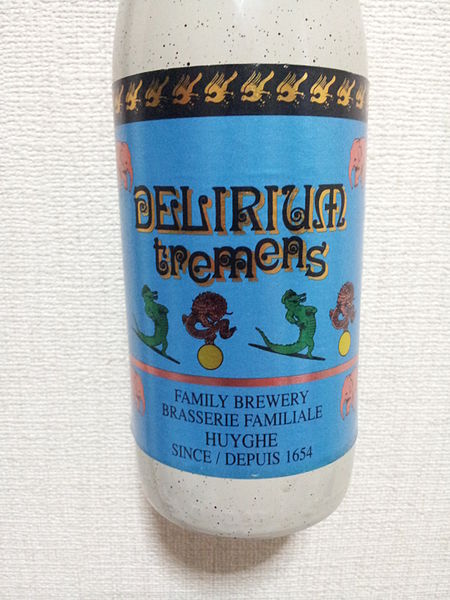 DELIRIUM
tremens
FAMILY BREWERY
BRASSERIE FAMILIALE
HUYGHE
SINCE / DEPUIS 1654